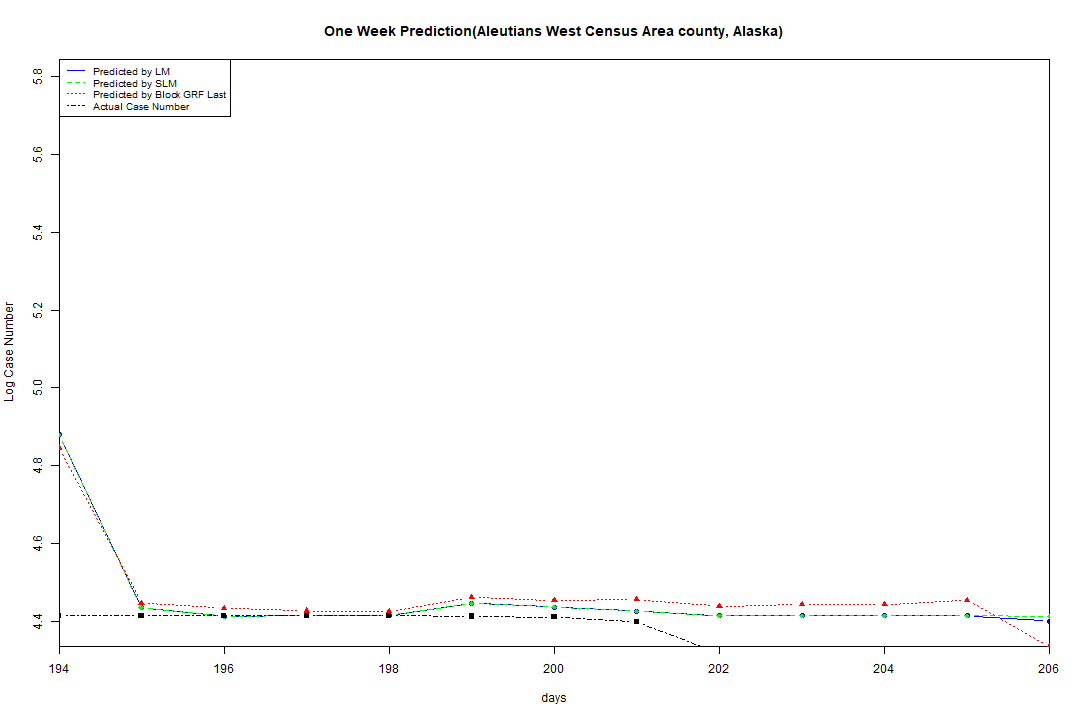 One Week Prediction(Aleutians West Census Area county, Alaska)
Predicted by LM
Predicted by SLM
Predicted by Block GRF Last
Actual Case Number
Log Case Number
5.8
5.6
5.4
5.2
5.0
4.8
4.6
4.4
194 196 198 200 202 204 206
days